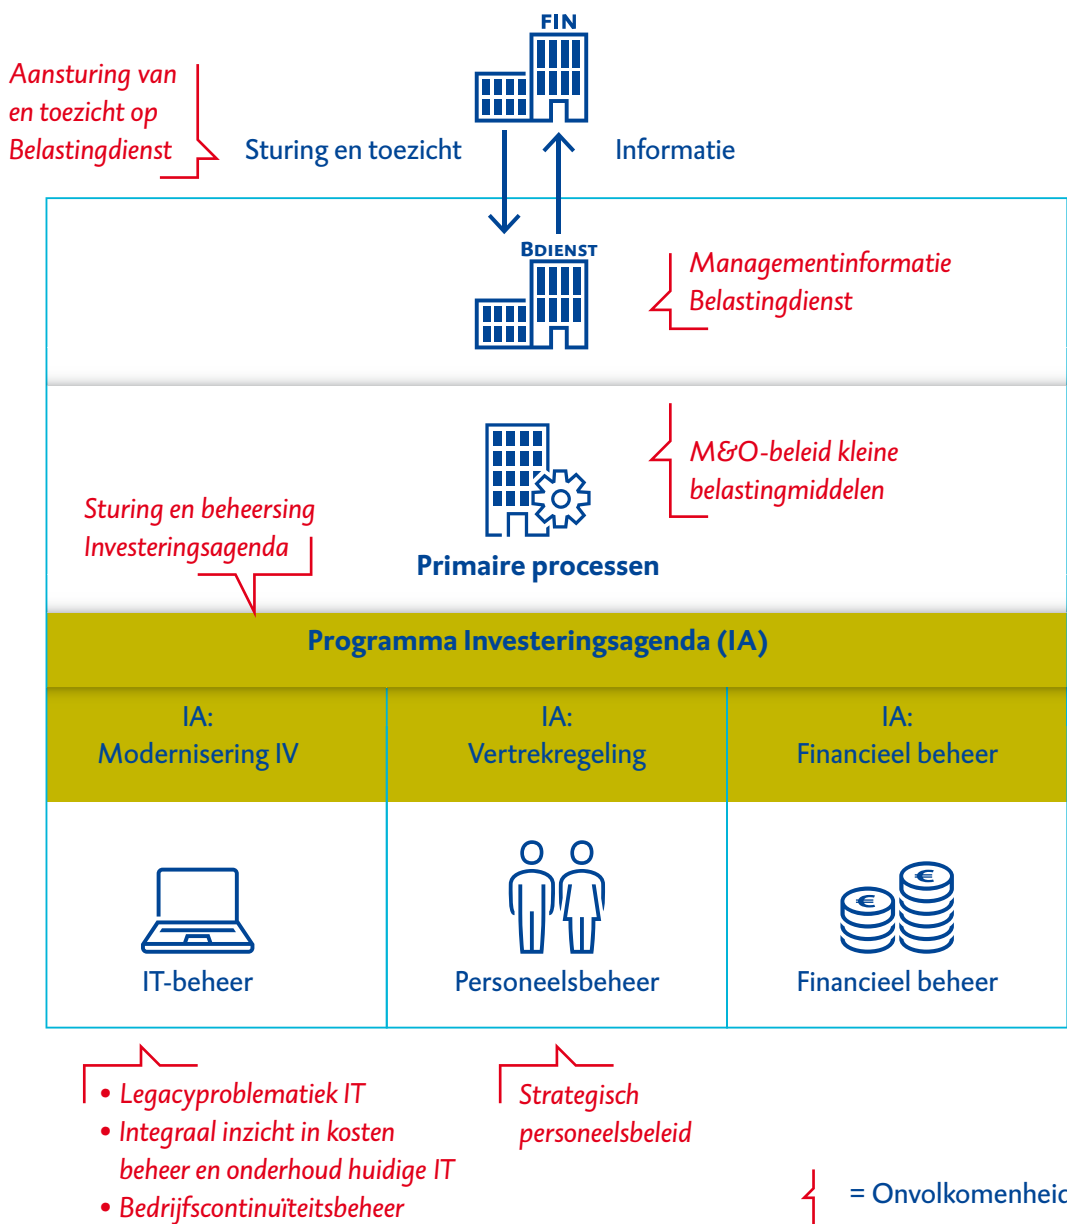 FIN
Aansturing van
en toezicht op
Belastingdienst
Sturing en toezicht
Informatie
BDIENST
Managementinformatie
Belastingdienst
M&O-beleid kleine
belastingmiddelen
Sturing en beheersing
Investeringsagenda
Primaire processen
Programma Investeringsagenda (IA)
IA:
Modernisering IV
IA:
Vertrekregeling
IA:
Financieel beheer
€
€
IT-beheer
Personeelsbeheer
Financieel beheer
• Legacyproblematiek IT
• Integraal inzicht in kosten
beheer en onderhoud huidige IT
• Bedrijfscontinuïteitsbeheer
Strategisch
personeelsbeleid
= Onvolkomenheid